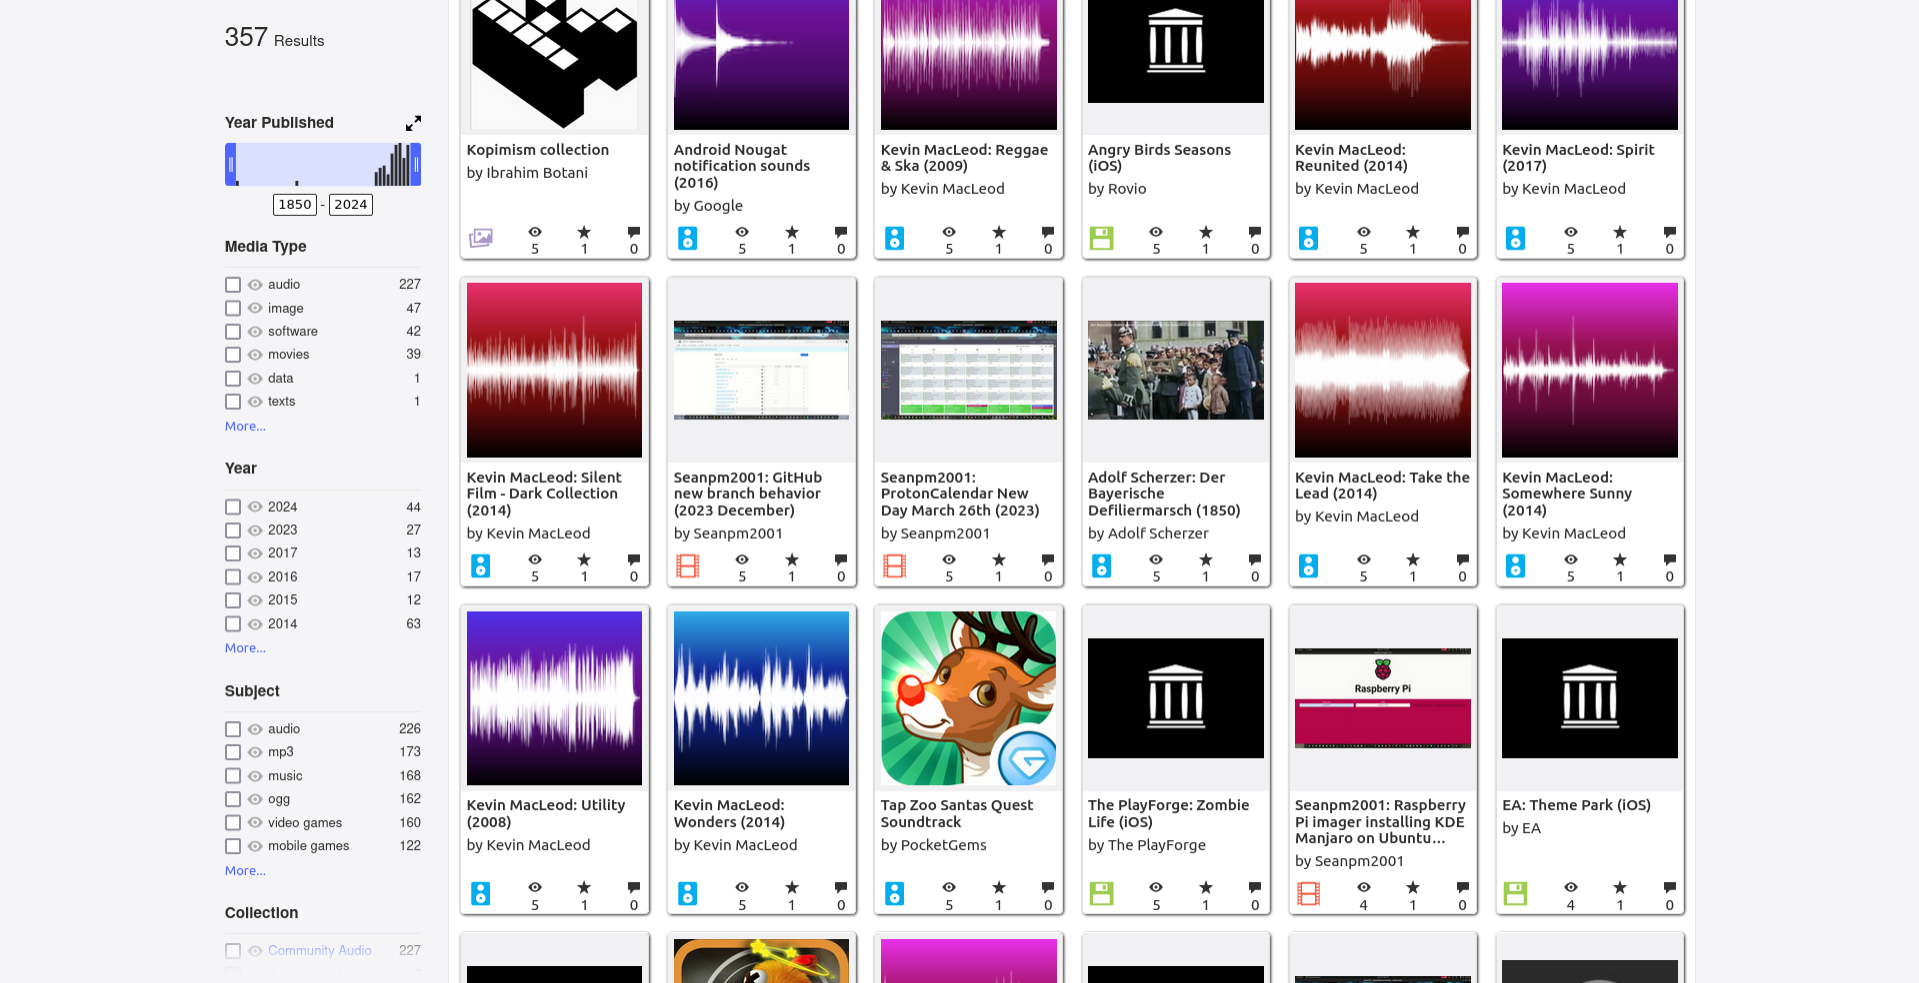 357 Results
Year Published
1850 - 2024
Media Type
audio 227
image 47
software 42
movies 39
data 1
texts 1
More...
Year
2024 44
2023 27
2017 13
2016 17
2015 12
2014 63
More...
Subject
audio 226
mp3 173
music 168
ogg 162
video games 160
mobile games 122
More...
Collection
Community Audio 227
Kopimism collection
by Ibrahim Botani
5 1 0
Android Nougat
notification sounds
(2016)
by Google
5 1 0
Kevin MacLeod: Reggae
& Ska (2009)
by Kevin MacLeod
5 1 0
Angry Birds Seasons
(iOS)
by Rovio
5 1 0
Kevin MacLeod:
Reunited (2014)
by Kevin MacLeod
5 1 0
Kevin MacLeod: Spirit
(2017)
by Kevin MacLeod
5 1 0
Kevin MacLeod: Silent
Film - Dark Collection
(2014)
by Kevin MacLeod
5 1 0
Seanpm2001: GitHub
new branch behavior
(2023 December)
by Seanpm2001
5 1 0
Seanpm2001:
ProtonCalendar New
Day March 26th (2023)
by Seanpm2001
5 1 0
Adolf Scherzer: Der
Bayerische
Defiliermarsch (1850)
by Adolf Scherzer
5 1 0
Kevin MacLeod: Take the
Lead (2014)
by Kevin MacLeod
5 1 0
Kevin MacLeod:
Somewhere Sunny
(2014)
by Kevin MacLeod
5 1 0
Kevin MacLeod: Utility
(2008)
by Kevin MacLeod
5 1 0
Kevin MacLeod:
Wonders (2014)
by Kevin MacLeod
5 1 0
Tap Zoo Santas Quest
Soundtrack
by PocketGems
5 1 0
The PlayForge: Zombie
Life (iOS)
by The PlayForge
5 1 0
Raspberry Pi
Seanpm2001: Raspberry
Pi imager installing KDE
Manjaro on Ubuntu...
by Seanpm2001
4 1 0
EA: Theme Park (iOS)
by EA
4 1 0